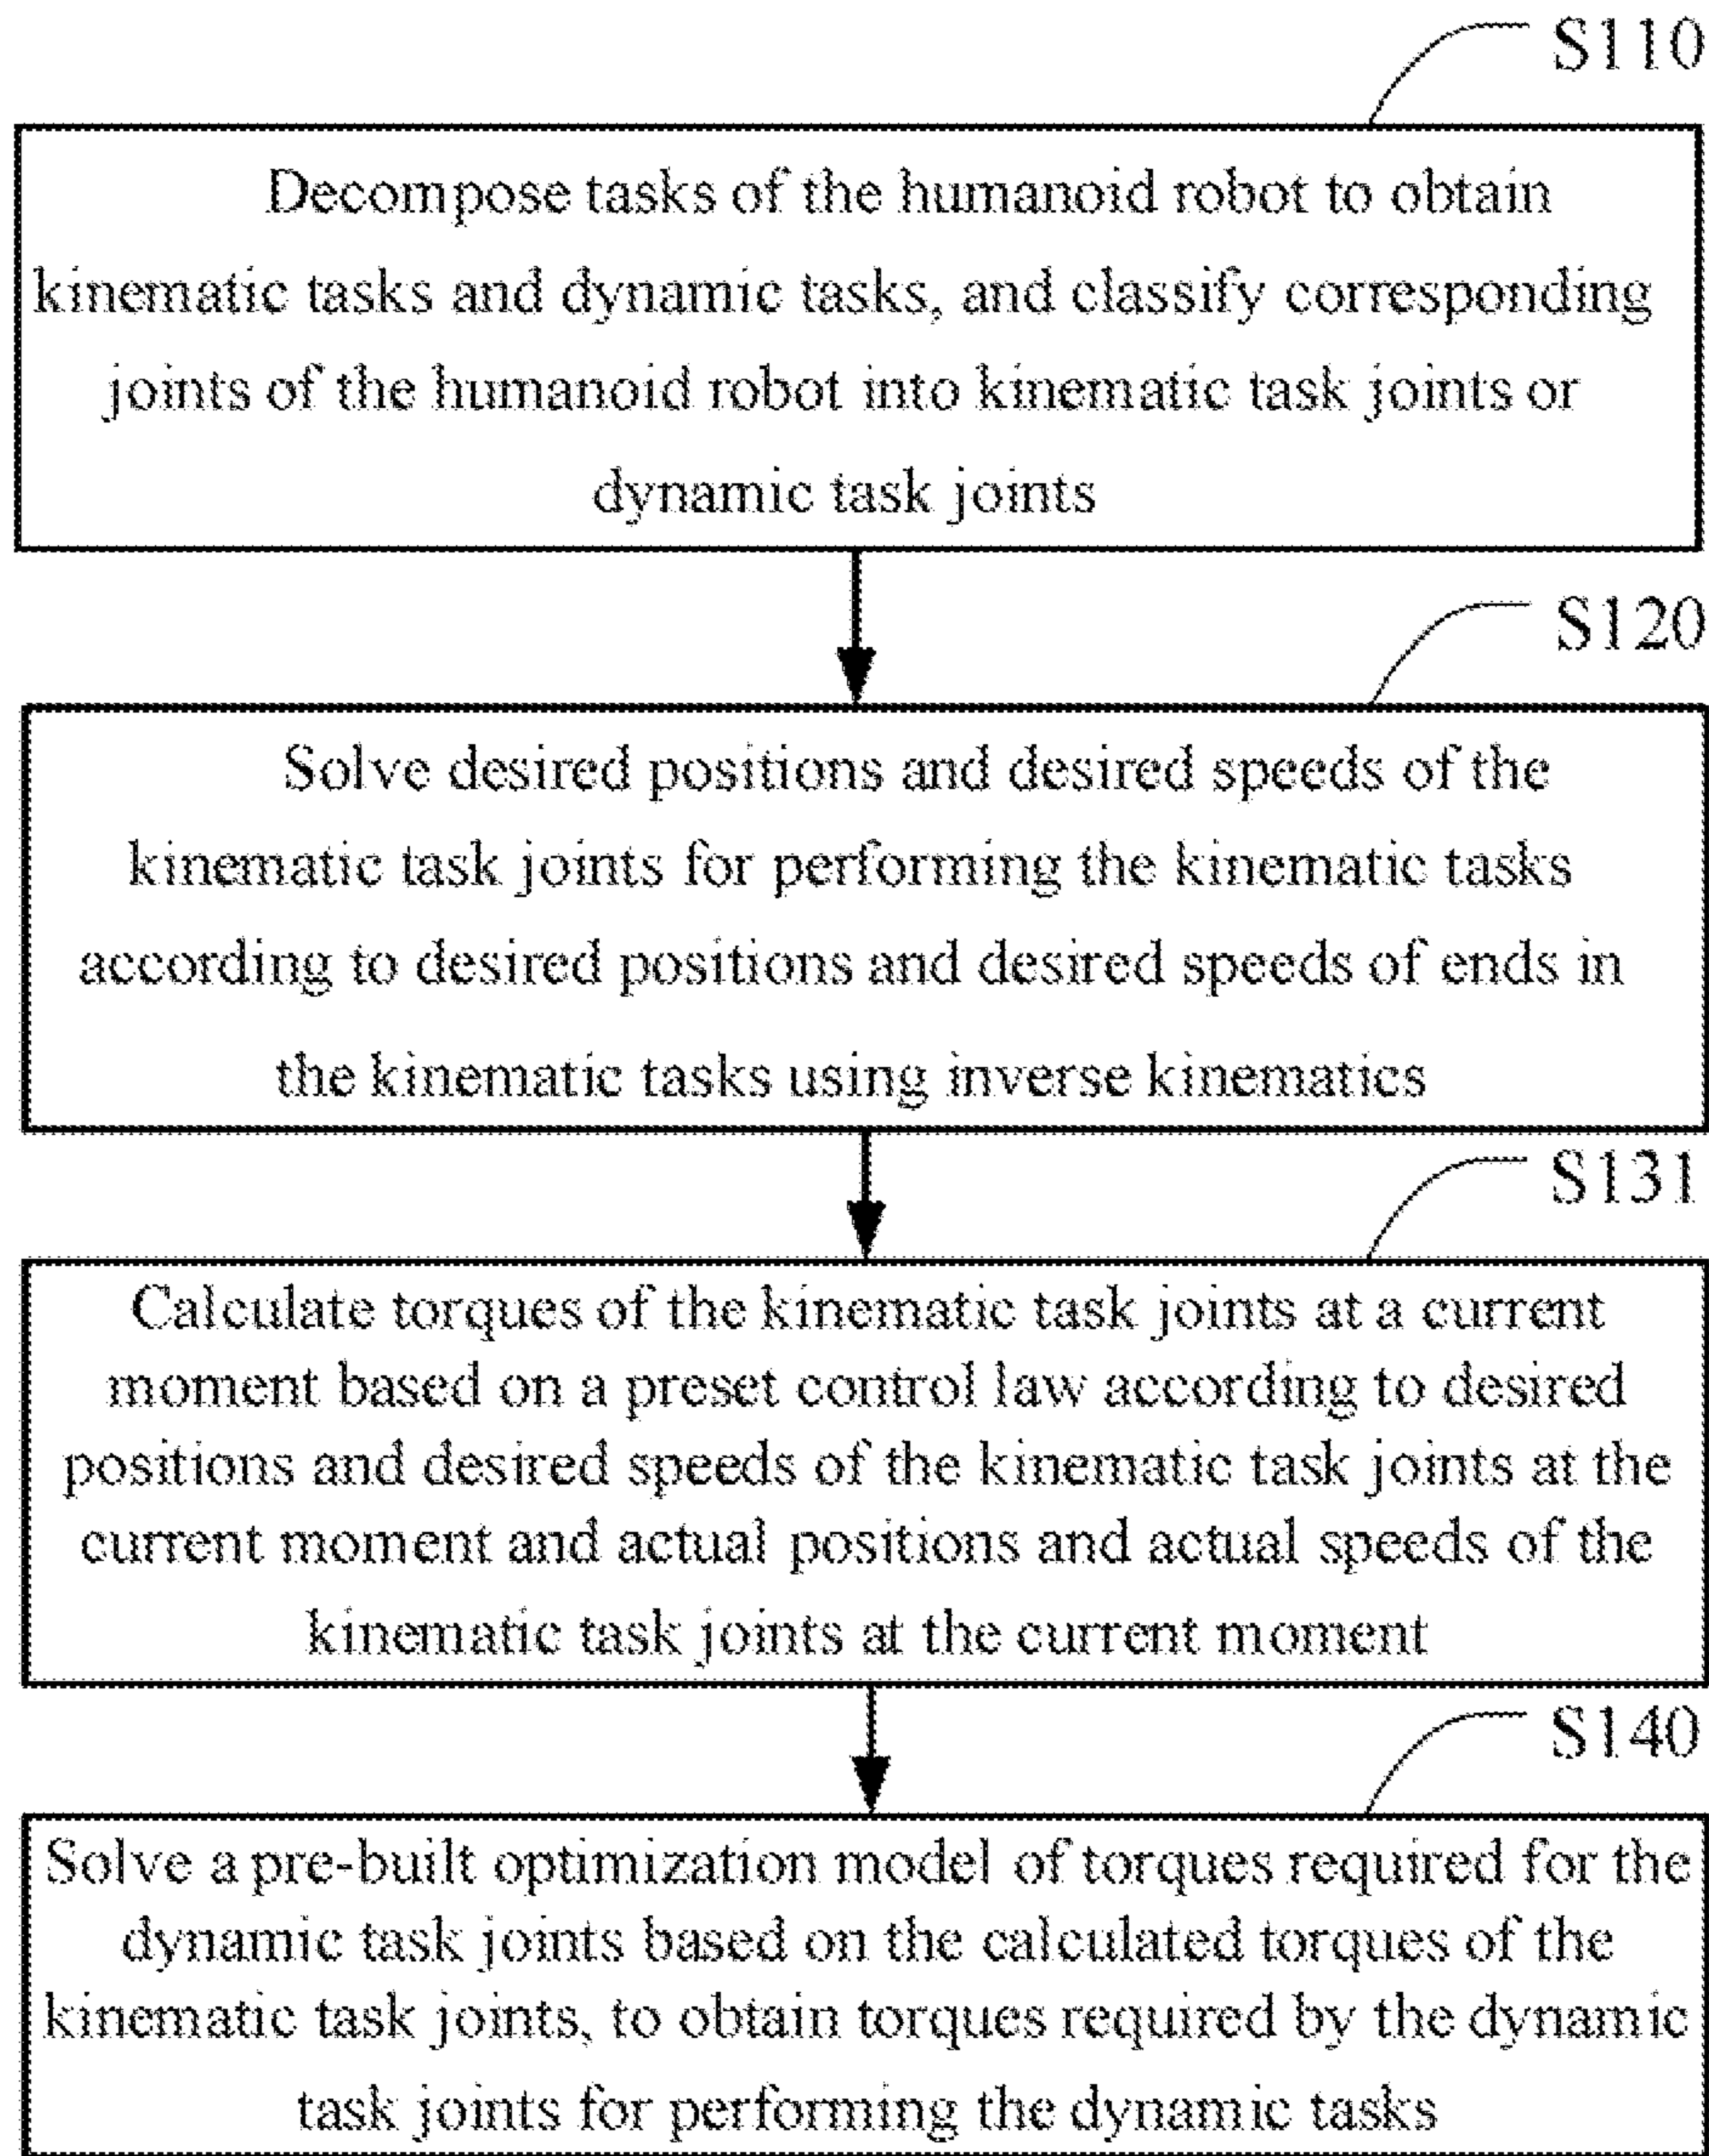 S110
Decompose tasks of the humanoid robot to obtain
kinematic tasks and dynamic tasks, and classify corresponding
joints of the humanoid robot into kinematic task joints or
dynamic task joints
S120
Solve desired positions and desired speeds of the
kinematic task joints for performing the kinematic tasks
according to desired positions and desired speeds of ends in
the kinematic tasks using inverse kinematics
S131
Calculate torques of the kinematic task joints at a current
moment based on a preset control law according to desired
positions and desired speeds of the kinematic task joints at the
current moment and actual positions and actual speeds of the
kinematic task joints at the current moment
S140
Solve a pre-built optimization model of torques required for the
dynamic task joints based on the calculated torques of the
kinematic task joints, to obtain torques required by the dynamic
task joints for performing the dynamic tasks